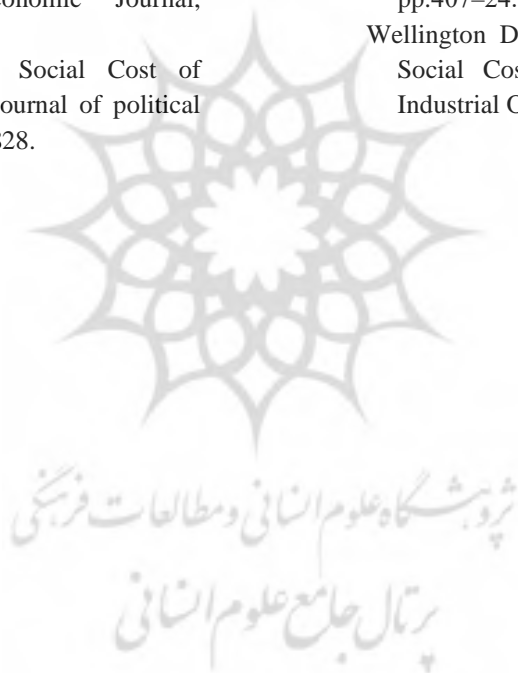 onomic Journal,
Social Cost of
ournal of political
328.
pp.407–24.
Wellington D
Social Cos
Industrial O
پژوهشگاه علوم انسانی و مطالعات فرهنگی
پرتال جامع علوم انسانی